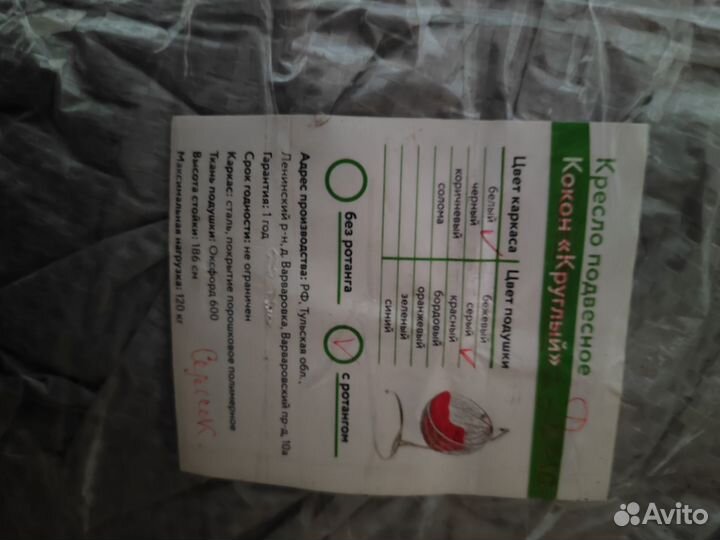 Кресло подвесное
Кокон «Круглый»
Цвет каркаса Цвет подушки
белый бежевый
черный серый
коричневый красный
солома бордовый
оранжевый
зеленый
синий
без ротанга с ротангом
Адрес производства: РФ, Тульская обл.,
Ленинский р-н, д. Варваровка, Варваровский пр-д, 10а
Гарантия: 1 год
Срок годности: не ограничен
Каркас: сталь, покрытие порошковое полимерное
Ткань подушки: Оксфорд 600
Высота стойки: 186 см
Максимальная нагрузка: 120 кг
Avito